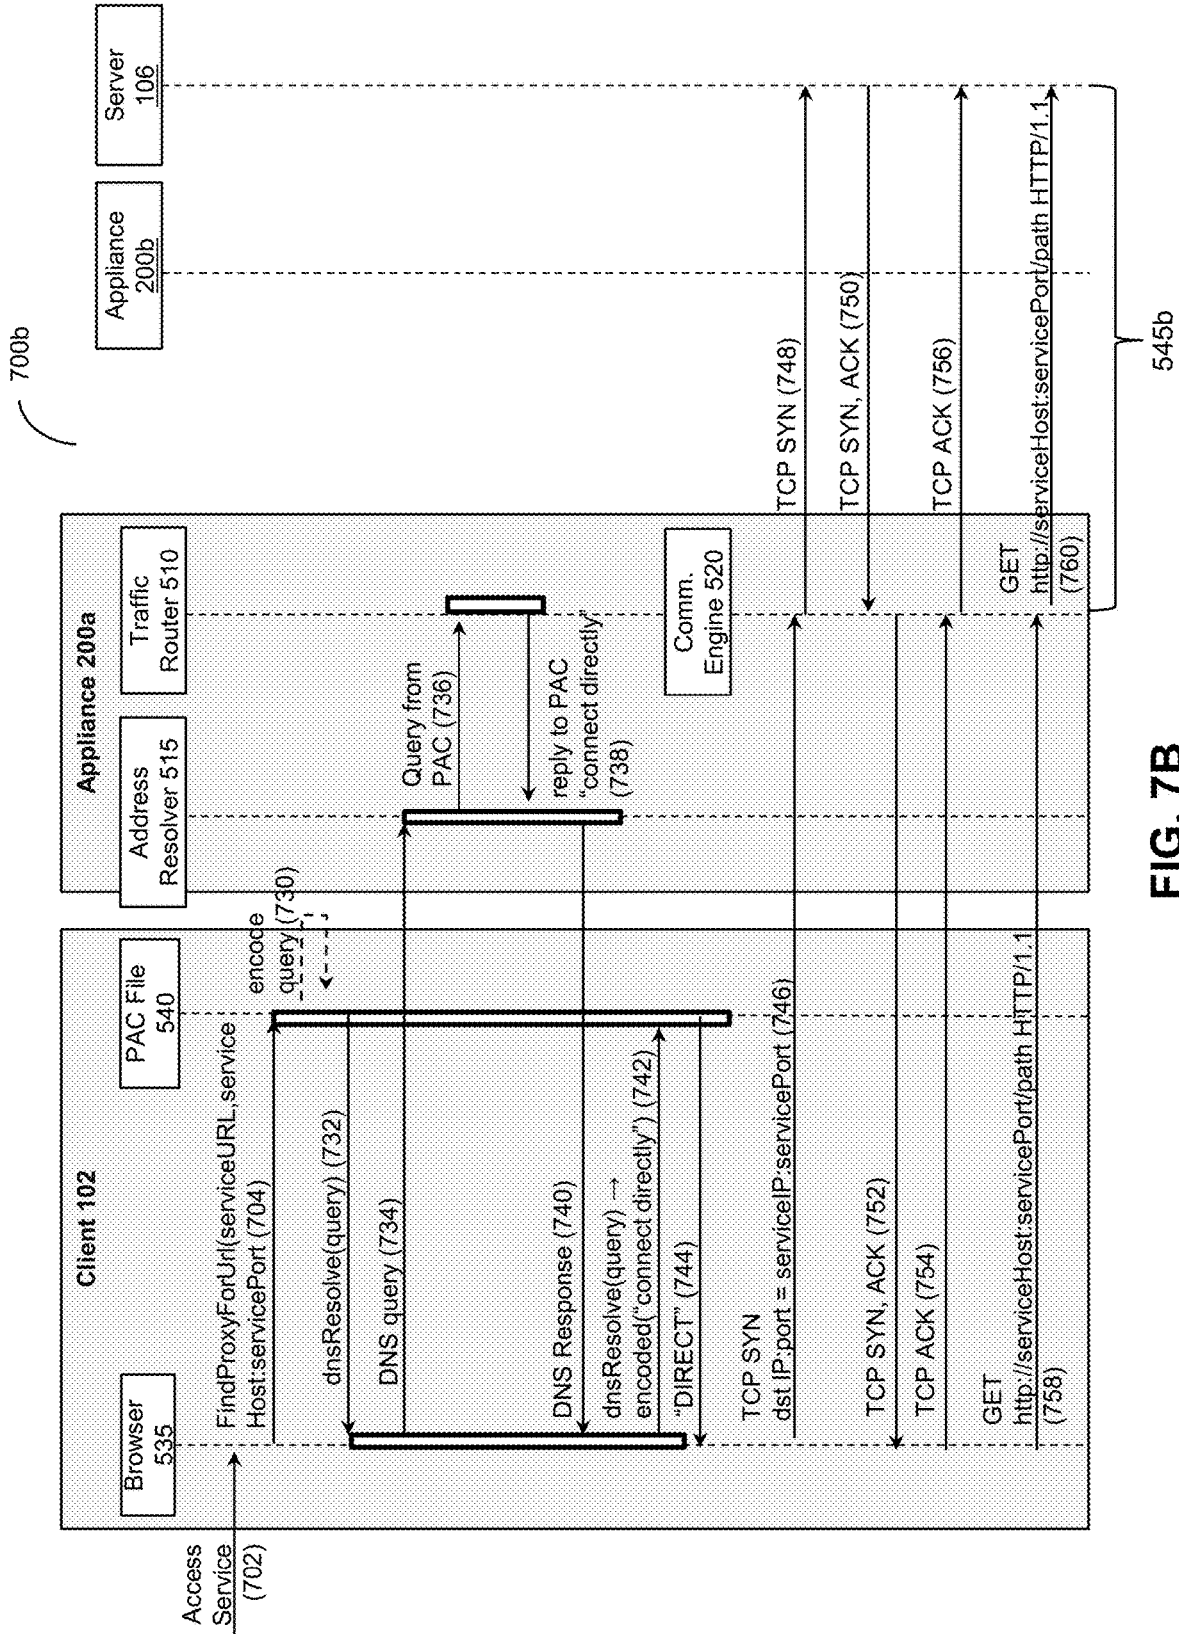 700b
Client 102
Appliance 200a
Browser
535
PAC File
540
Address
Resolver 515
Traffic
Router 510
Appliance
200b
Server
106
Access
Service
(702)
FindProxyForUrl(serviceURL,service
Host:servicePort (704)
encode
query (730)
dnsResolve(query) (732)
DNS query (734)
Query from
PAC (736)
reply to PAC
“connect directly”
(738)
DNS Response (740)
dnsResolve(query) →
encoded(“connect directly”) (742)
“DIRECT” (744)
Comm.
Engine 520
TCP SYN
dst IP:port = serviceIP:servicePort (746)
TCP SYN (748)
TCP SYN, ACK (750)
TCP SYN, ACK (752)
TCP ACK (754)
TCP ACK (756)
GET
http://serviceHost:servicePort/path HTTP/1.1
(758)
GET
http://serviceHost:servicePort/path HTTP/1.1
(760)
545b
FIG. 7B